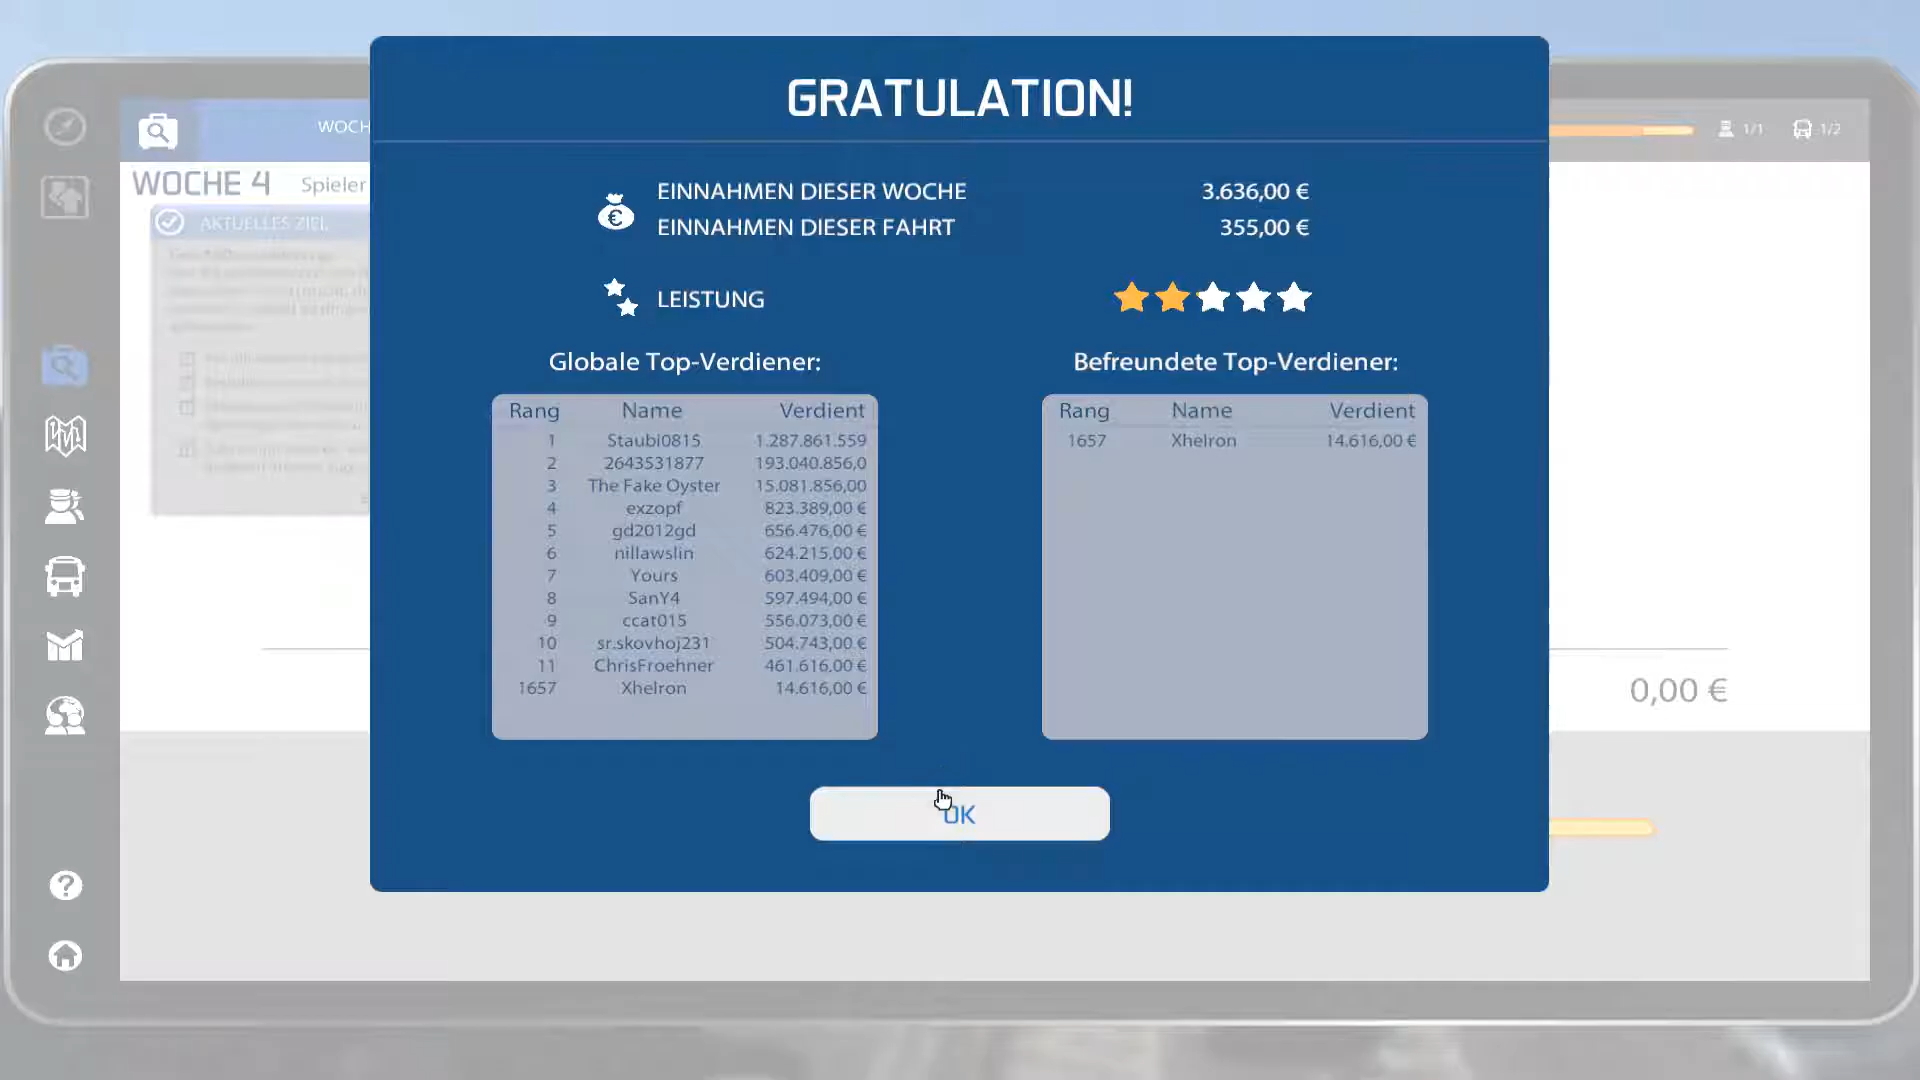 GRATULATION!
WOCH
1/1
1/2
WOCHE 4 Spieler
AKTUELLES ZIEL
EINNAHMEN DIESER WOCHE 3.636,00 €
EINNAHMEN DIESER FAHRT 355,00 €
LEISTUNG
Globale Top-Verdiener:
Rang Name Verdient
1 Staubi0815 1.287.861.559
2 2643531877 193.040.856,0
3 The Fake Oyster 15.081.856,00
4 exzopf 823.389,00 €
5 gd2012gd 656.476,00 €
6 nillawslin 624.215,00 €
7 Yours 603.409,00 €
8 SanY4 597.494,00 €
9 ccat015 556.073,00 €
10 sr.skovhoj231 504.743,00 €
11 ChrisFroehner 461.616,00 €
1657 Xhelron 14.616,00 €
Befreundete Top-Verdiener:
Rang Name Verdient
1657 Xhelron 14.616,00 €
0,00 €
OK